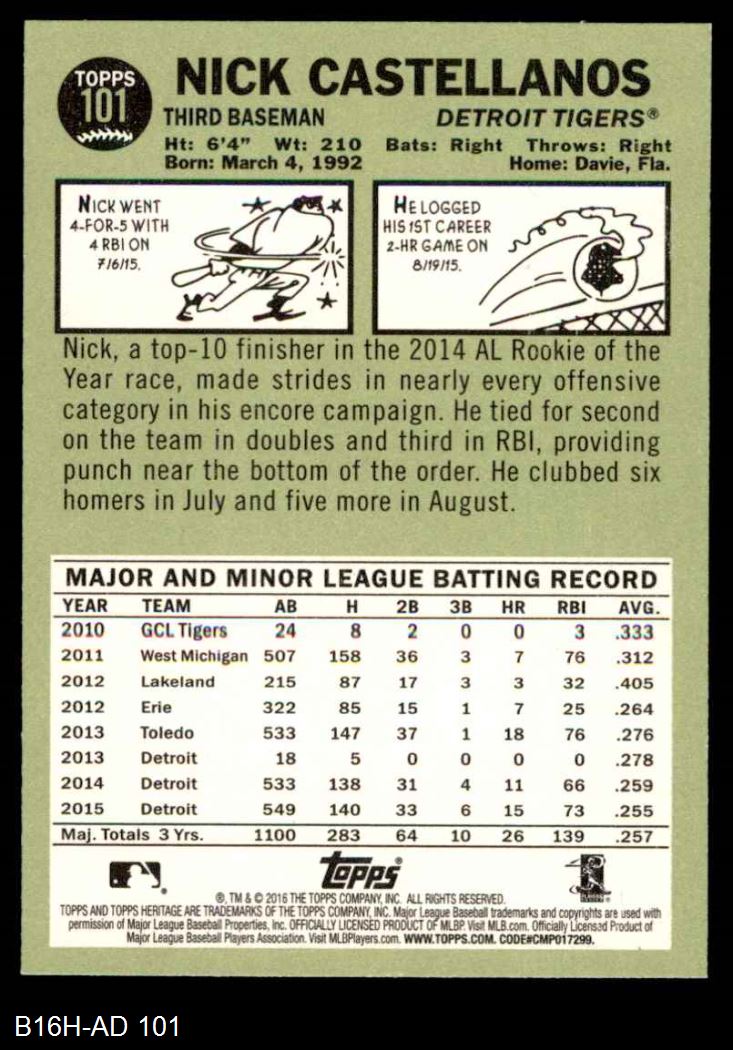 TOPPS
101
NICK CASTELLANOS
THIRD BASEMAN DETROIT TIGERS®
Ht: 6'4" Wt: 210 Bats: Right Throws: Right
Born: March 4, 1992 Home: Davie, Fla.
NICK WENT
4-FOR-5 WITH
4 RBI ON
7/6/15.
HE LOGGED
HIS 1ST CAREER
2-HR GAME ON
8/19/15.
Nick, a top-10 finisher in the 2014 AL Rookie of the
Year race, made strides in nearly every offensive
category in his encore campaign. He tied for second
on the team in doubles and third in RBI, providing
punch near the bottom of the order. He clubbed six
homers in July and five more in August.
MAJOR AND MINOR LEAGUE BATTING RECORD
YEAR TEAM AB H 2B 3B HR RBI AVG.
2010 GCL Tigers 24 8 2 0 0 3 .333
2011 West Michigan 507 158 36 3 7 76 .312
2012 Lakeland 215 87 17 3 3 32 .405
2012 Erie 322 85 15 1 7 25 .264
2013 Toledo 533 147 37 1 18 76 .276
2013 Detroit 18 5 0 0 0 0 .278
2014 Detroit 533 138 31 4 11 66 .259
2015 Detroit 549 140 33 6 15 73 .255
Maj. Totals 3 Yrs. 1100 283 64 10 26 139 .257
Topps®
®, TM & © 2016 THE TOPPS COMPANY, INC. ALL RIGHTS RESERVED.
TOPPS AND TOPPS HERITAGE ARE TRADEMARKS OF THE TOPPS COMPANY, INC. Major League Baseball trademarks and copyrights are used with
permission of Major League Baseball Properties, Inc. OFFICIALLY LICENSED PRODUCT OF MLBP. Visit MLB.com. Officially Licensed Product of
Major League Baseball Players Association. Visit MLBPlayers.com. WWW.TOPPS.COM. CODE#CMP017299.
B16H-AD 101